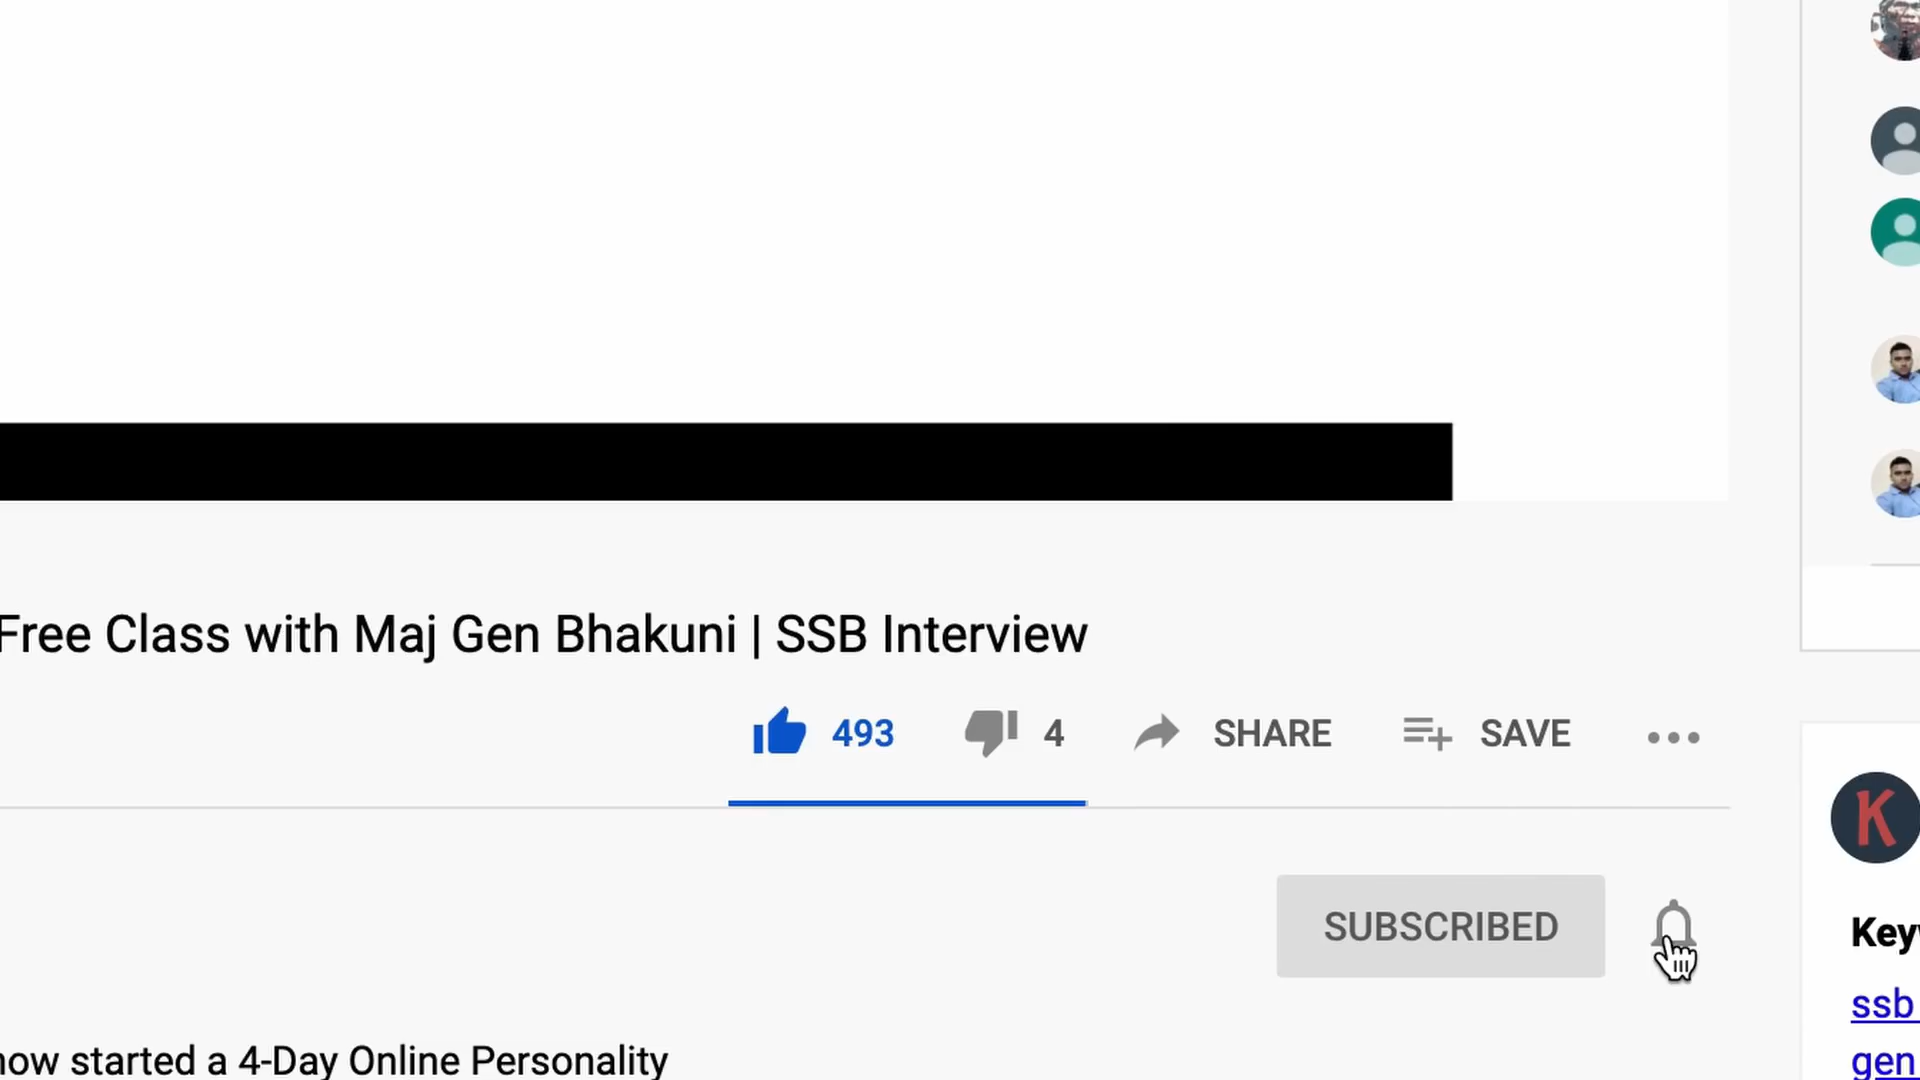 Free Class with Maj Gen Bhakuni | SSB Interview
493 4 SHARE SAVE
K
SUBSCRIBED
ssb
now started a 4-Day Online Personality
gen